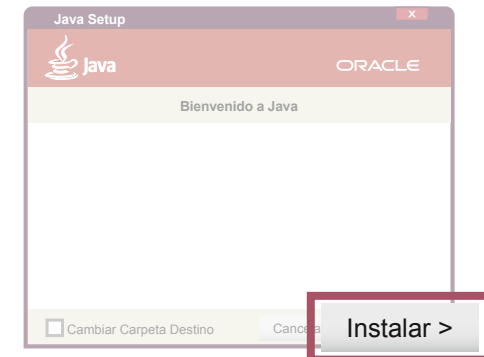 Java Setup
x
Java
ORACLE
Bienvenido a Java
Cambiar Carpeta Destino
Instalar >